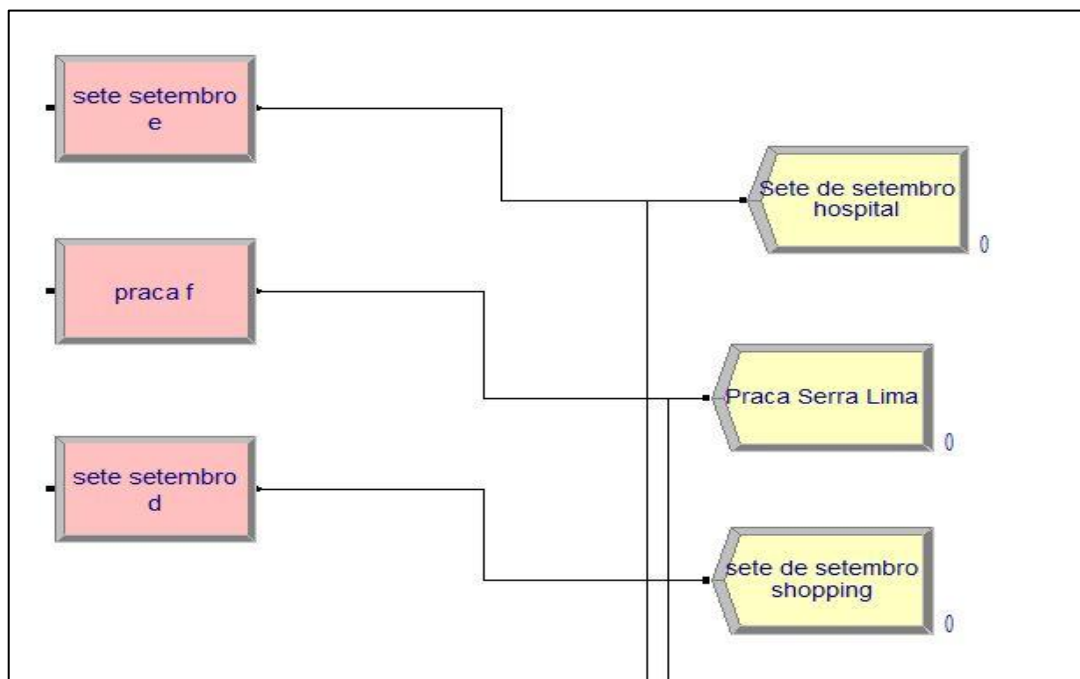 sete setembro
e
Sete de setembro
hospital
0
praca f
Praca Serra Lima
0
sete setembro
d
sete de setembro
shopping
0